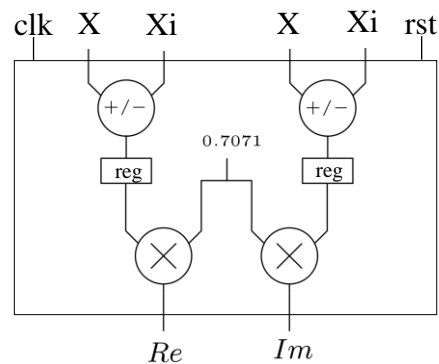 clk X Xi X Xi rst
+/− +/−
0.7071
reg reg
Re Im